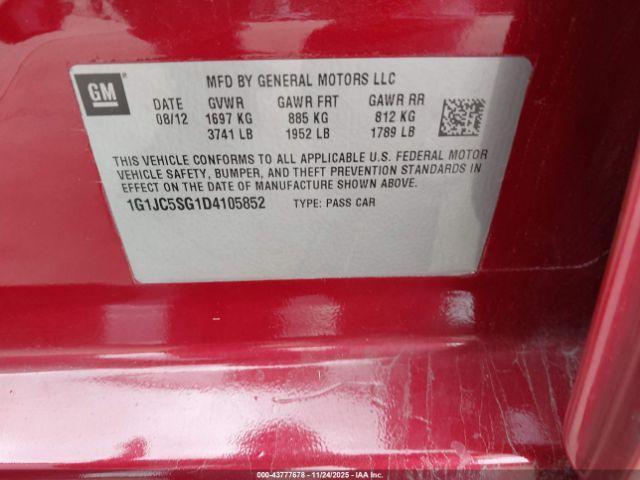 GM
MFD BY GENERAL MOTORS LLC
DATE GVWR GAWR FRT GAWR RR
08/12 1697 KG 885 KG 812 KG
3741 LB 1952 LB 1789 LB
THIS VEHICLE CONFORMS TO ALL APPLICABLE U.S. FEDERAL MOTOR
VEHICLE SAFETY, BUMPER, AND THEFT PREVENTION STANDARDS IN
EFFECT ON THE DATE OF MANUFACTURE SHOWN ABOVE.
1G1JC5SG1D4105852 TYPE: PASS CAR
000-43777678 - 11/24/2025 - IAA, Inc.